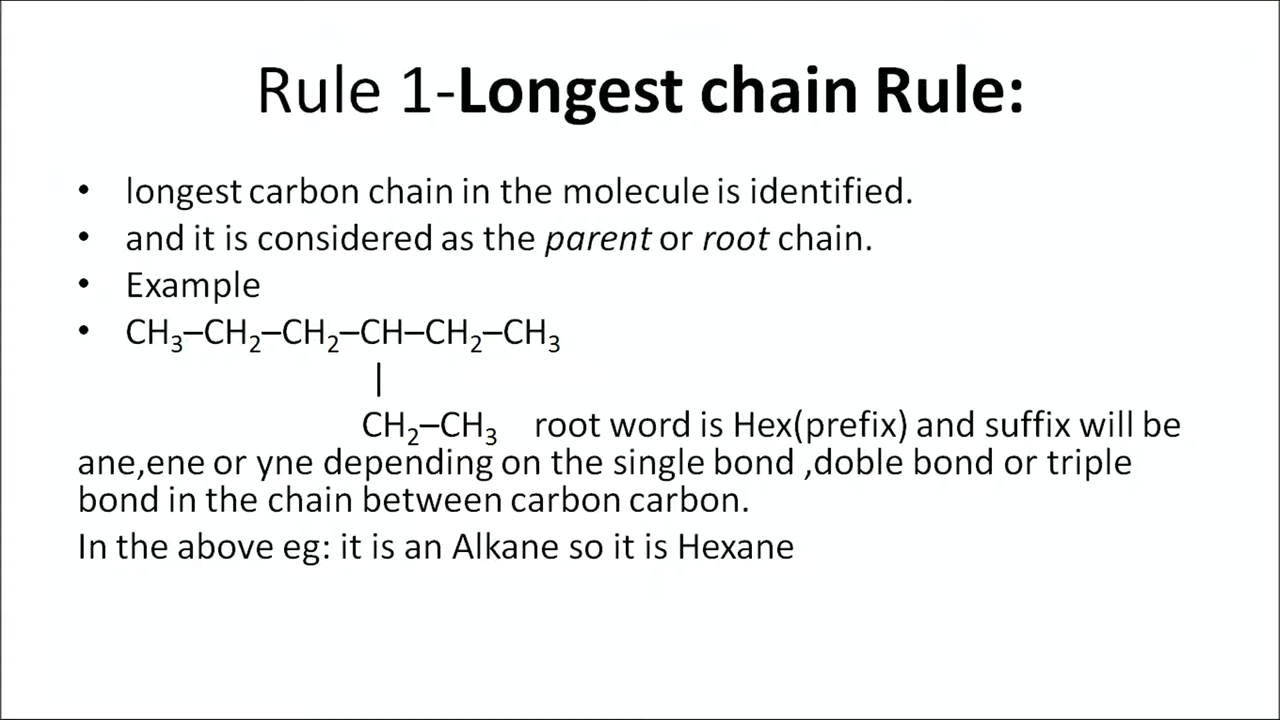 Rule 1-Longest chain Rule:
• longest carbon chain in the molecule is identified.
• and it is considered as the parent or root chain.
• Example
• CH₃–CH₂–CH₂–CH–CH₂–CH₃
|
CH₂–CH₃ root word is Hex(prefix) and suffix will be
ane,ene or yne depending on the single bond ,doble bond or triple
bond in the chain between carbon carbon.
In the above eg: it is an Alkane so it is Hexane